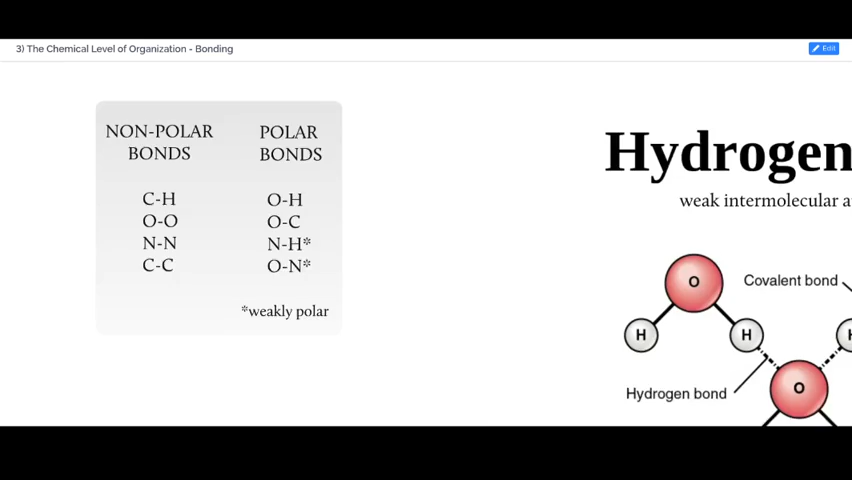 3) The Chemical Level of Organization - Bonding
Edit
NON-POLAR
BONDS
C-H
O-O
N-N
C-C
POLAR
BONDS
O-H
O-C
N-H*
O-N*
*weakly polar
Hydrogen
weak intermolecular
O
Covalent bond
H
H
H
Hydrogen bond
O